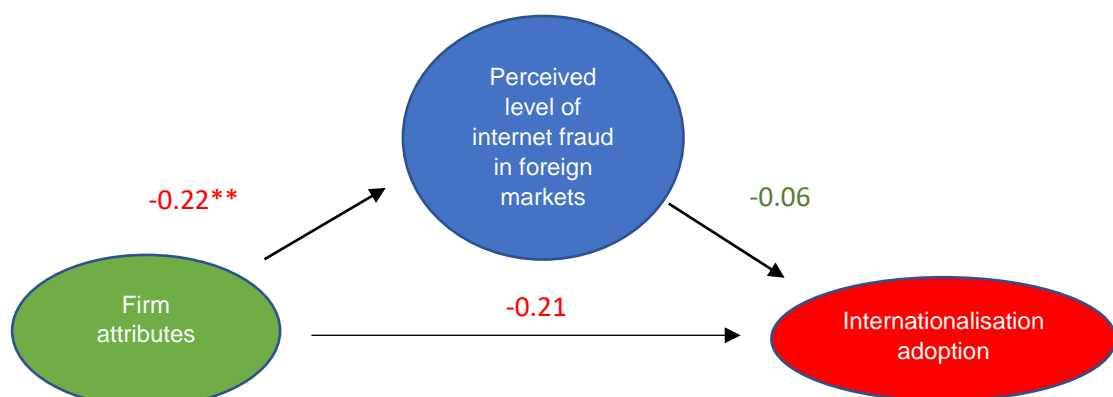 Perceived
level of
internet fraud
in foreign
markets
-0.22**
-0.06
Firm
attributes
-0.21
Internationalisation
adoption